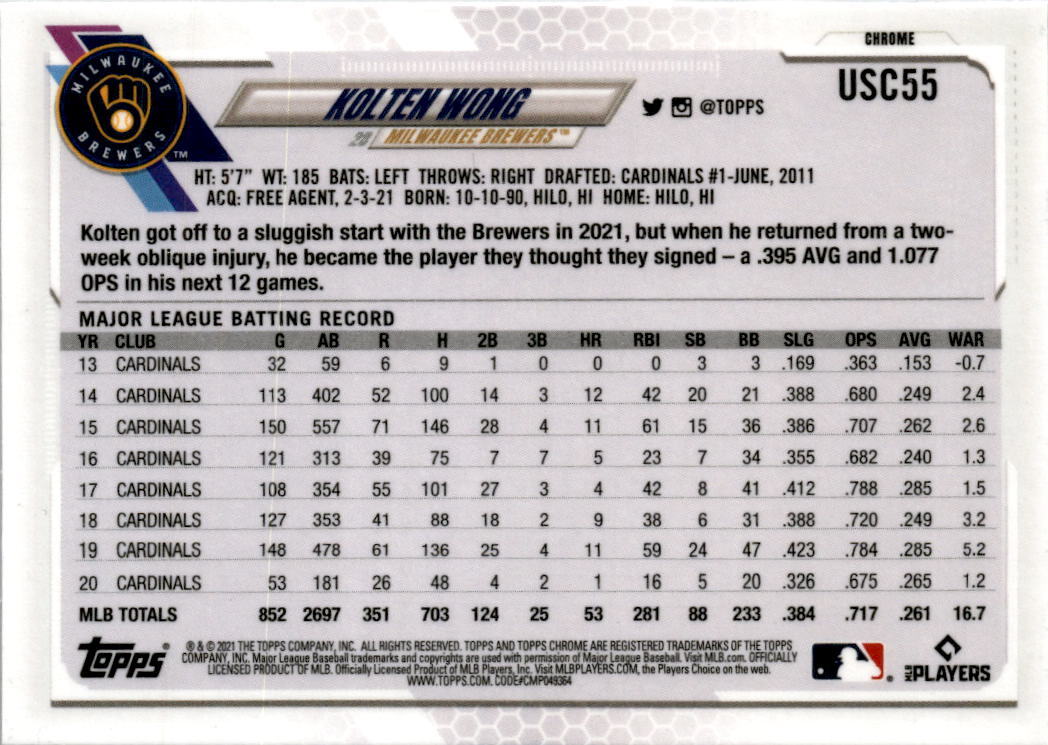 CHROME
USC55
MILWAUKEE
BREWERS
TM
KOLTEN WONG
@TOPPS
20 MILWAUKEE BREWERS™
HT: 5'7" WT: 185 BATS: LEFT THROWS: RIGHT DRAFTED: CARDINALS #1-JUNE, 2011
ACQ: FREE AGENT, 2-3-21 BORN: 10-10-90, HILO, HI HOME: HILO, HI
Kolten got off to a sluggish start with the Brewers in 2021, but when he returned from a two-
week oblique injury, he became the player they thought they signed – a .395 AVG and 1.077
OPS in his next 12 games.
MAJOR LEAGUE BATTING RECORD
YR CLUB G AB R H 2B 3B HR RBI SB BB SLG OPS AVG WAR
13 CARDINALS 32 59 6 9 1 0 0 0 3 3 .169 .363 .153 -0.7
14 CARDINALS 113 402 52 100 14 3 12 42 20 21 .388 .680 .249 2.4
15 CARDINALS 150 557 71 146 28 4 11 61 15 36 .386 .707 .262 2.6
16 CARDINALS 121 313 39 75 7 7 5 23 7 34 .355 .682 .240 1.3
17 CARDINALS 108 354 55 101 27 3 4 42 8 41 .412 .788 .285 1.5
18 CARDINALS 127 353 41 88 18 2 9 38 6 31 .388 .720 .249 3.2
19 CARDINALS 148 478 61 136 25 4 11 59 24 47 .423 .784 .285 5.2
20 CARDINALS 53 181 26 48 4 2 1 16 5 20 .326 .675 .265 1.2
MLB TOTALS 852 2697 351 703 124 25 53 281 88 233 .384 .717 .261 16.7
Topps®
® & © 2021 THE TOPPS COMPANY, INC. ALL RIGHTS RESERVED. TOPPS AND TOPPS CHROME ARE REGISTERED TRADEMARKS OF THE TOPPS
COMPANY, INC. Major League Baseball trademarks and copyrights are used with permission of Major League Baseball. Visit MLB.com. OFFICIALLY
LICENSED PRODUCT OF MLB. Officially Licensed Product of MLB Players, Inc. Visit MLBPLAYERS.COM, the Players Choice on the web.
WWW.TOPPS.COM. CODE#CMP049364
MLB PLAYERS